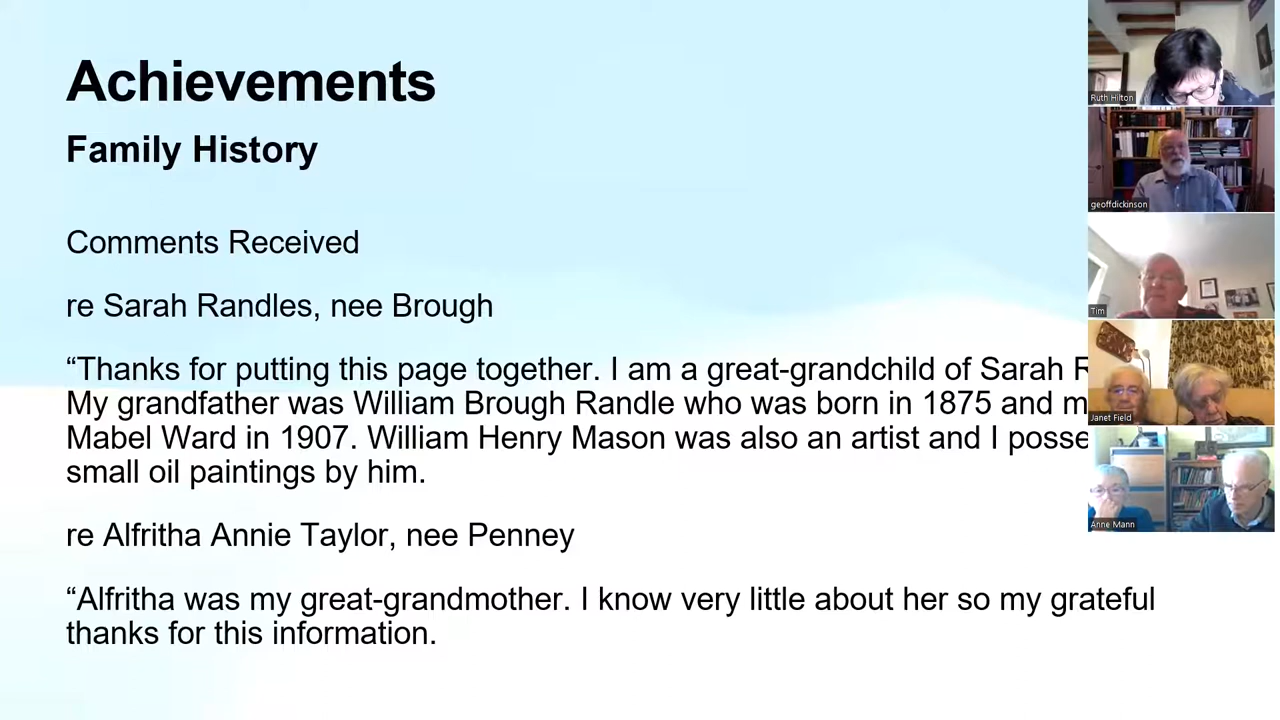 Achievements
Family History
Comments Received
re Sarah Randles, nee Brough
“Thanks for putting this page together. I am a great-grandchild of Sarah
My grandfather was William Brough Randle who was born in 1875 and
Mabel Ward in 1907. William Henry Mason was also an artist and I
small oil paintings by him.
re Alfritha Annie Taylor, nee Penney
“Alfritha was my great-grandmother. I know very little about her so my grateful
thanks for this information.
Ruth Hilton
geoffdickinson
Tim
Janet Field
Anne Mann